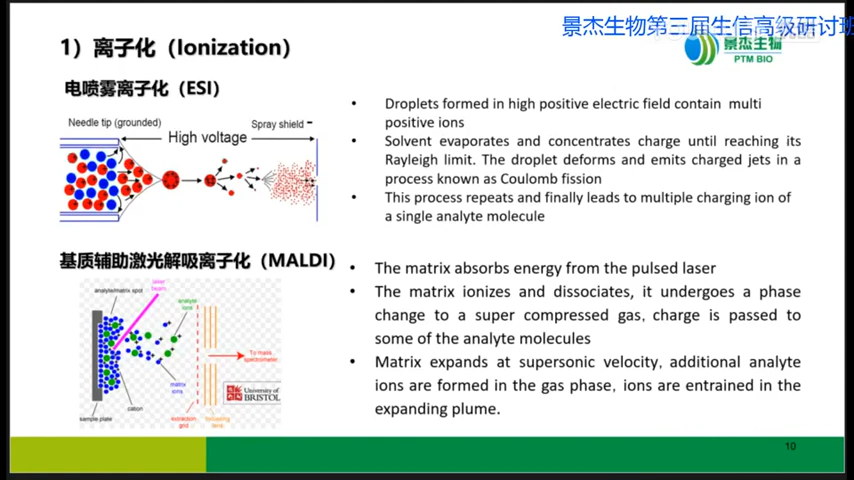 景杰生物第三届生信高级研讨班
1）离子化（Ionization）
景杰生物
PTM BIO
电喷雾离子化（ESI）
Needle tip (grounded)
Spray shield
High voltage
• Droplets formed in high positive electric field contain multi
positive ions
• Solvent evaporates and concentrates charge until reaching its
Rayleigh limit. The droplet deforms and emits charged jets in a
process known as Coulomb fission
• This process repeats and finally leads to multiple charging ion of
a single analyte molecule
基质辅助激光解吸离子化（MALDI）
laser
beam
analyte/matrix spot
analyte
ions
To mass
spectrometer
matrix
ions
cation
sample plate
extraction
grid
focusing
lens
University of
BRISTOL
• The matrix absorbs energy from the pulsed laser
• The matrix ionizes and dissociates, it undergoes a phase
change to a super compressed gas, charge is passed to
some of the analyte molecules
• Matrix expands at supersonic velocity, additional analyte
ions are formed in the gas phase, ions are entrained in the
expanding plume.
10